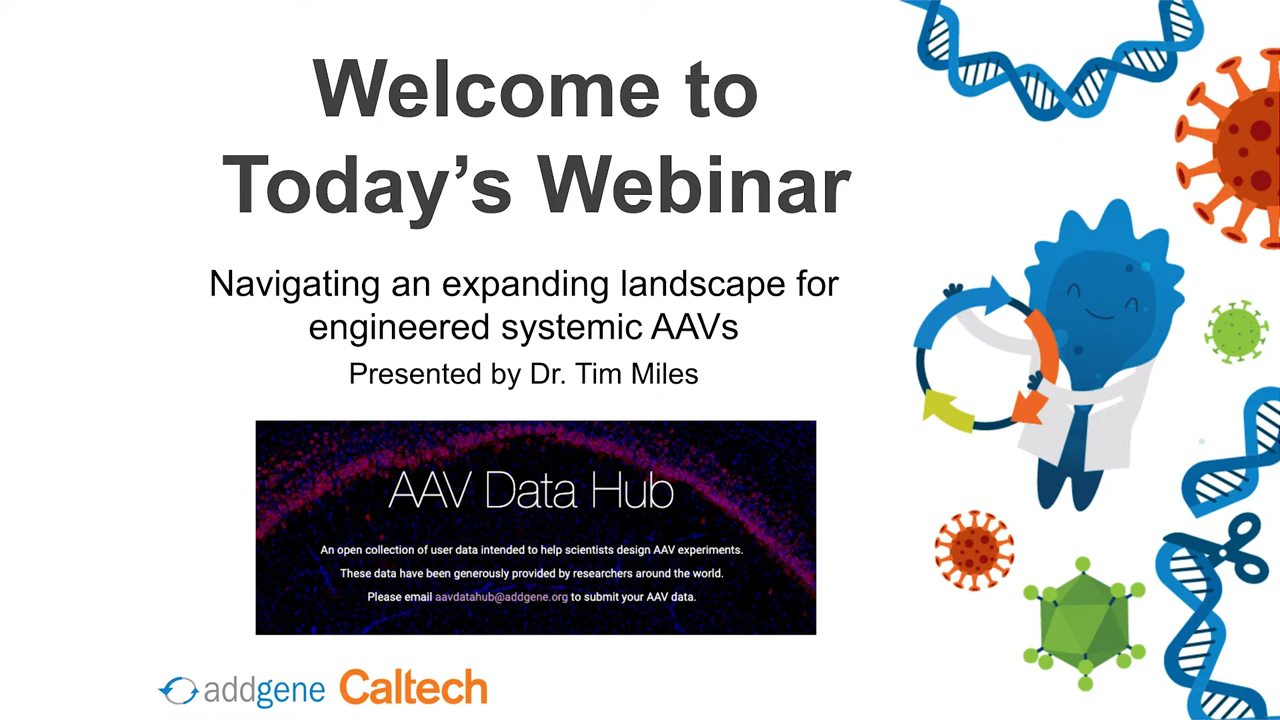 Welcome to
Today’s Webinar
Navigating an expanding landscape for
engineered systemic AAVs
Presented by Dr. Tim Miles
AAV Data Hub
An open collection of user data intended to help scientists design AAV experiments.
These data have been generously provided by researchers around the world.
Please email aavdatahub@addgene.org to submit your AAV data.
addgene Caltech